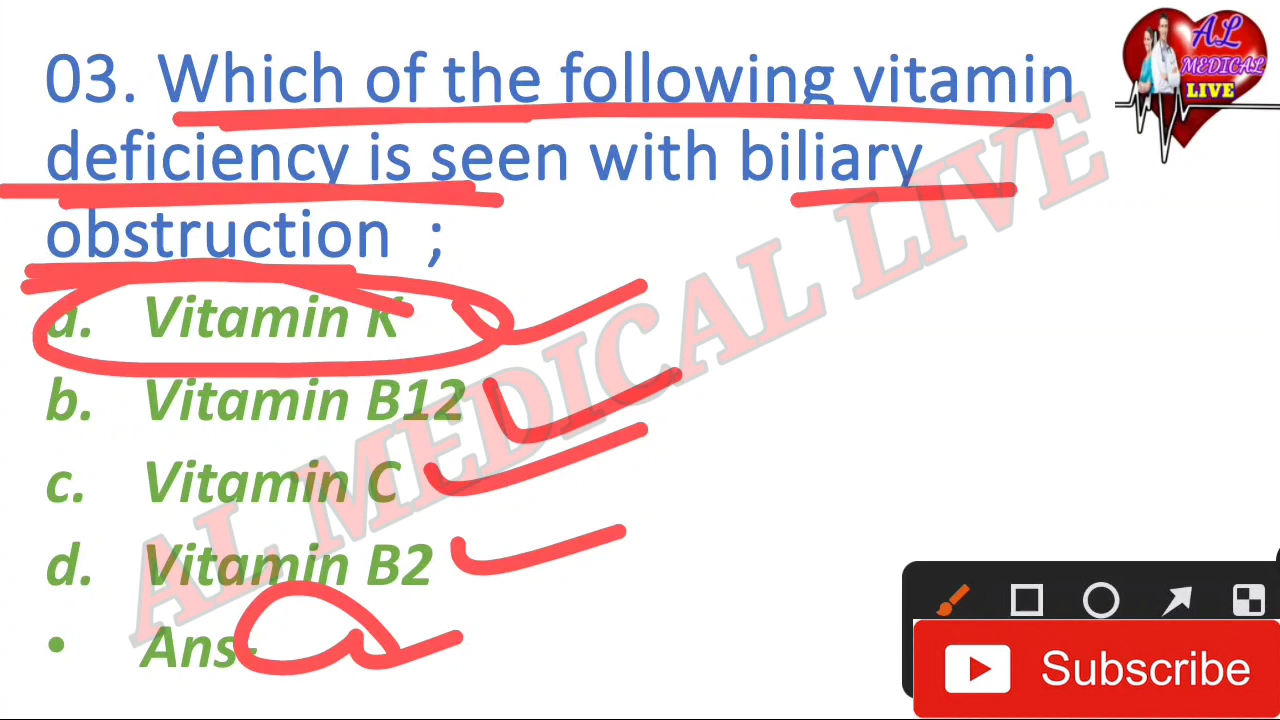 03. Which of the following vitamin
deficiency is seen with biliary
obstruction ;
a. Vitamin K
b. Vitamin B12
c. Vitamin C
d. Vitamin B2
• Ans- a
AL MEDICAL LIVE
AL
MEDICAL
LIVE
Subscribe